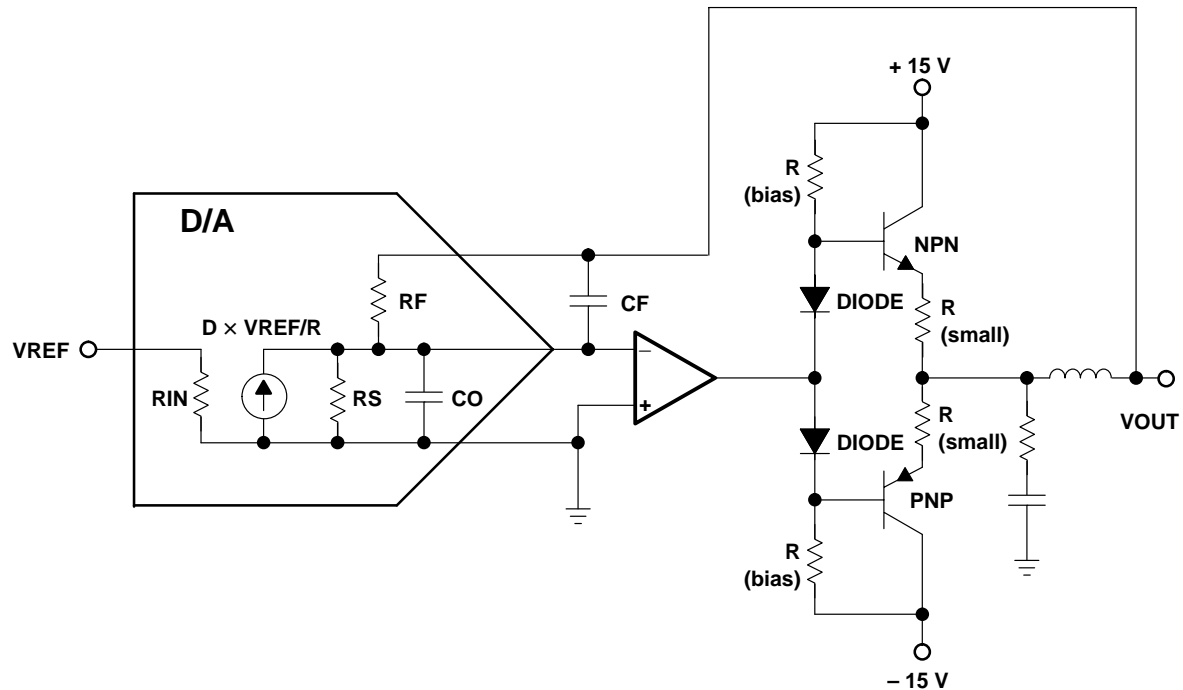 + 15 V
R
(bias)
D/A
NPN
RF
CF
DIODE
R
(small)
D × VREF/R
VREF
−
RIN
RS
CO
+
VOUT
DIODE
R
(small)
PNP
R
(bias)
– 15 V